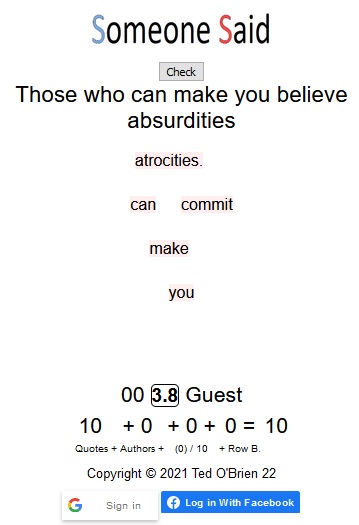 Someone Said
Check
Those who can make you believe
absurdities
atrocities.
can commit
make
you
00 3.8 Guest
10 + 0 + 0 + 0 = 10
Quotes + Authors + (0) / 10 + Row B.
Copyright © 2021 Ted O'Brien 22
Sign in Log in With Facebook